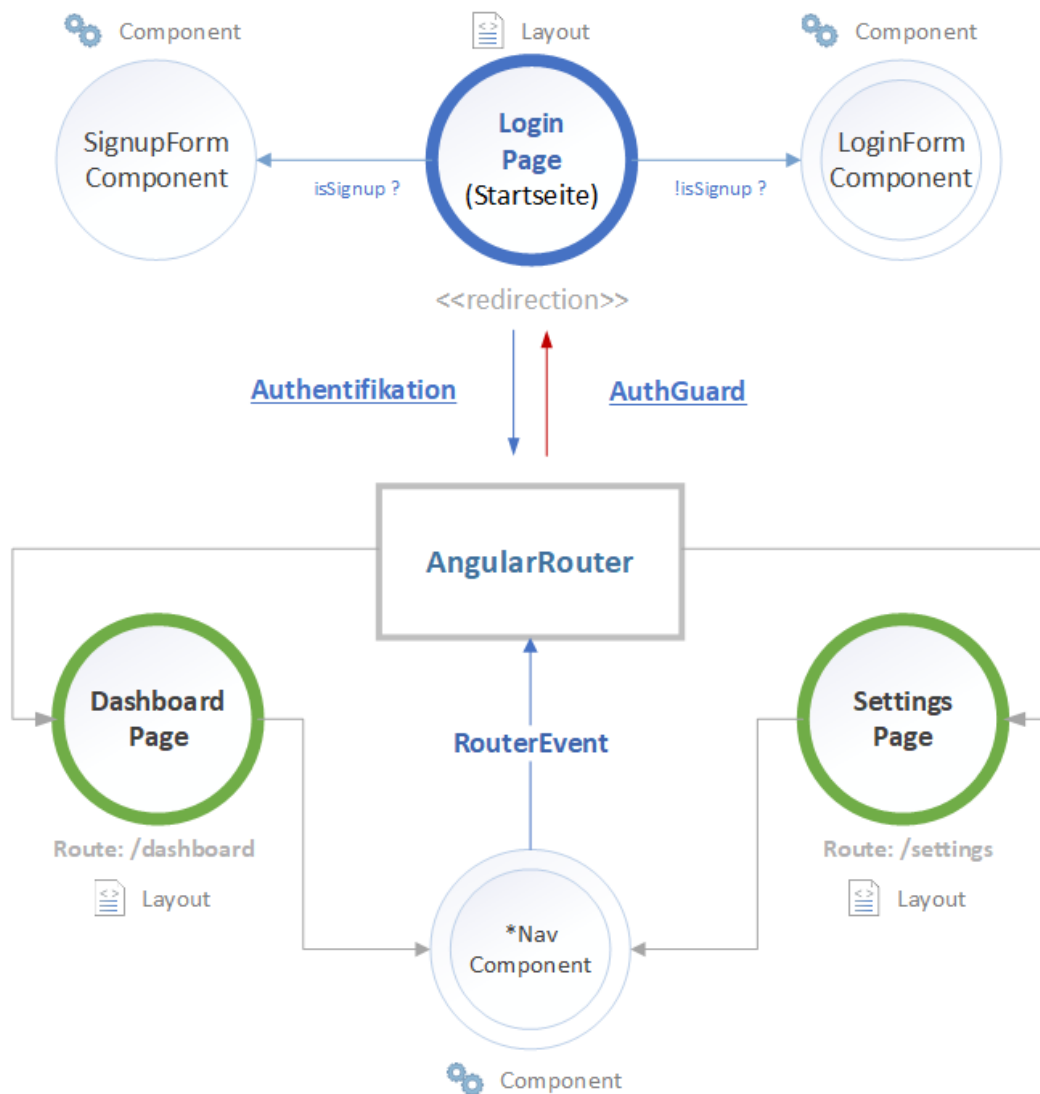 Component
Layout
Component
SignupForm
Component
Login
Page
(Startseite)
LoginForm
Component
isSignup ?
!isSignup ?
<<redirection>>
Authentifikation
AuthGuard
AngularRouter
Dashboard
Page
Settings
Page
RouterEvent
Route: /dashboard
Route: /settings
<>
Layout
<>
Layout
*Nav
Component
Component